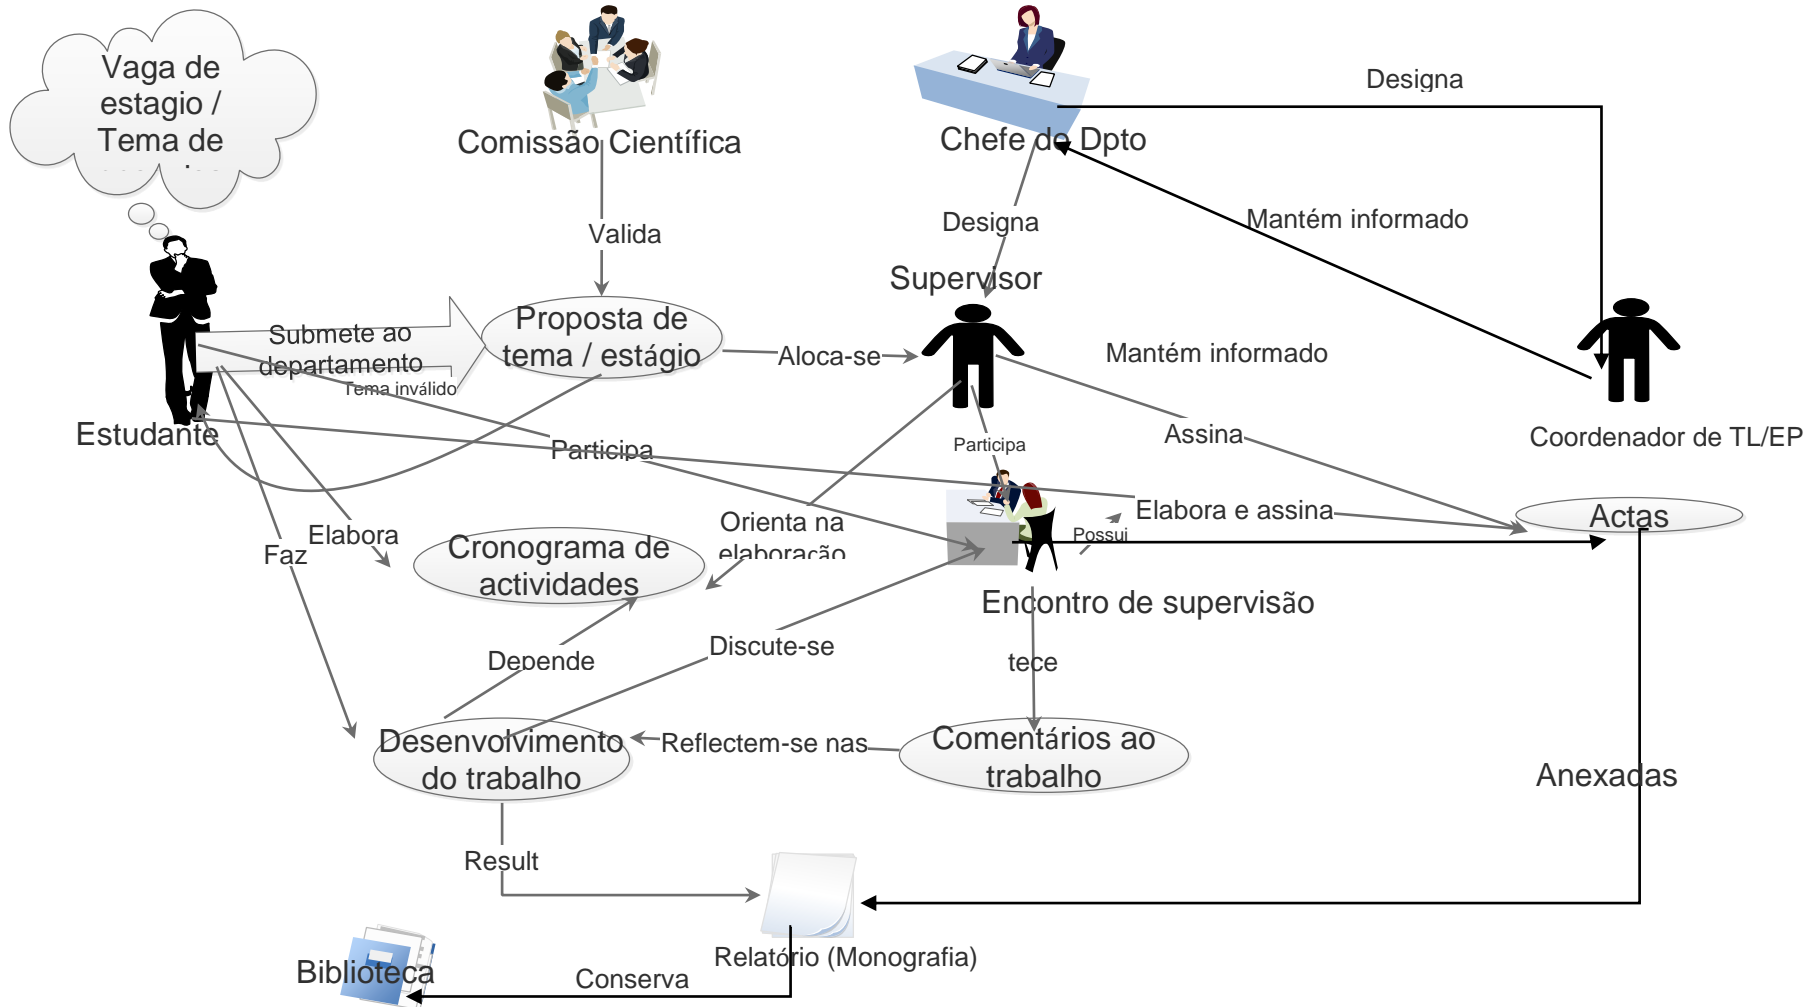 Vaga de
estagio /
Tema de
Comissão Científica
Chefe do Dpto
Designa
Valida
Designa
Mantém informado
Supervisor
Submete ao
departamento
Tema inválido
Proposta de
tema / estágio
Aloca-se
Mantém informado
Estudante
Participa
Participa
Assina
Coordenador de TL/EP
Elabora
Faz
Cronograma de
actividades
Orienta na
elaboração
Possui
Elabora e assina
Actas
Encontro de supervisão
Depende
Discute-se
tece
Desenvolvimento
do trabalho
Reflectem-se nas
Comentários ao
trabalho
Anexadas
Result
Relatório (Monografia)
Biblioteca
Conserva